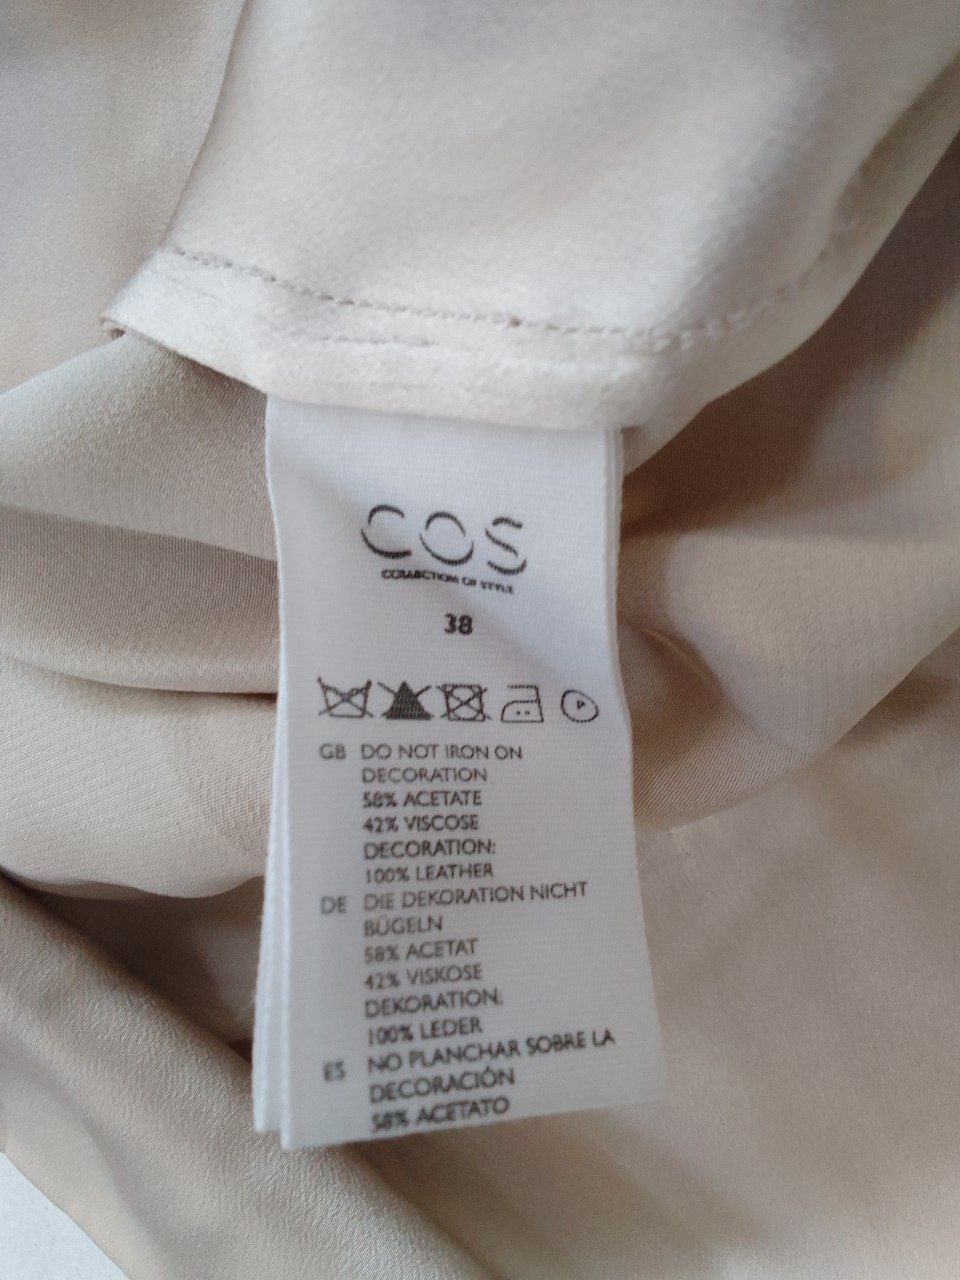 COS
COLLECTION OF STYLE
38
P
GB DO NOT IRON ON
DECORATION
58% ACETATE
42% VISCOSE
DECORATION:
100% LEATHER
DE DIE DEKORATION NICHT
BÜGELN
58% ACETAT
42% VISKOSE
DEKORATION:
100% LEDER
ES NO PLANCHAR SOBRE LA
DECORACIÓN
58% ACETATO